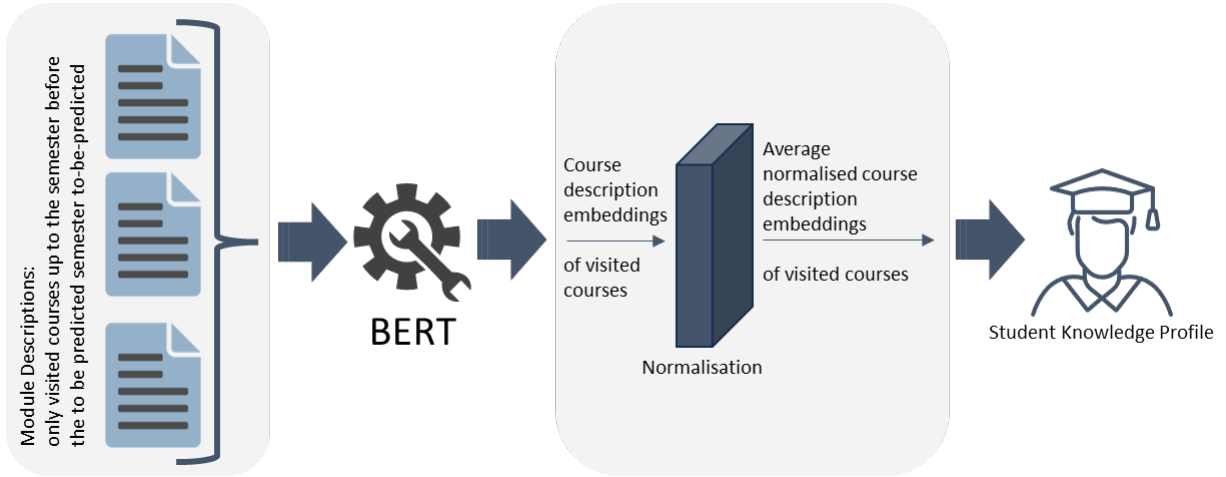 Module Descriptions:
only visited courses up to the semester before
the to be predicted semester to-be-predicted
BERT
Course
description
embeddings
of visited
courses
Normalisation
Average
normalised course
description
embeddings
of visited courses
Student Knowledge Profile